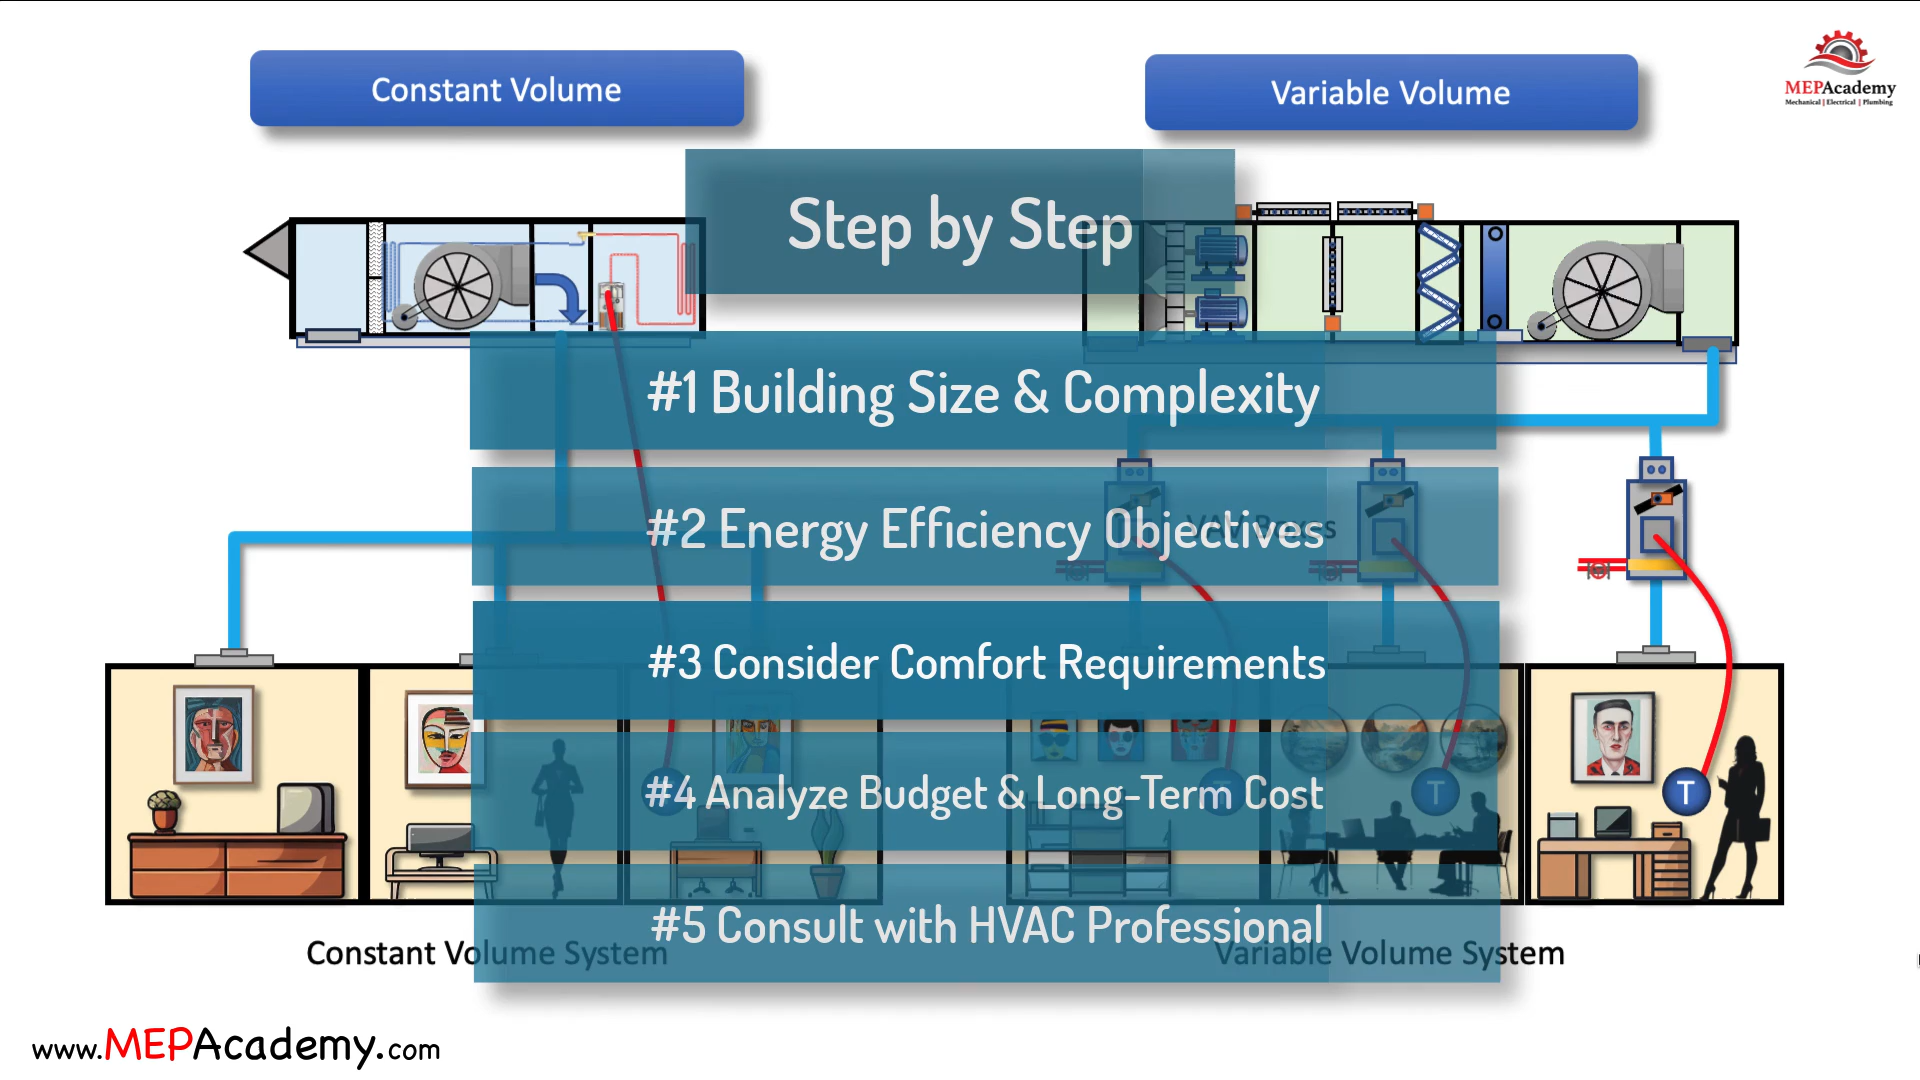 Constant Volume
Variable Volume
MEPAcademy
Mechanical | Electrical | Plumbing
Step by Step
#1 Building Size & Complexity
#2 Energy Efficiency Objectives
VAV Boxes
#3 Consider Comfort Requirements
#4 Analyze Budget & Long-Term Cost
T
T
T
T
#5 Consult with HVAC Professional
Constant Volume System
Variable Volume System
www.MEPAcademy.com